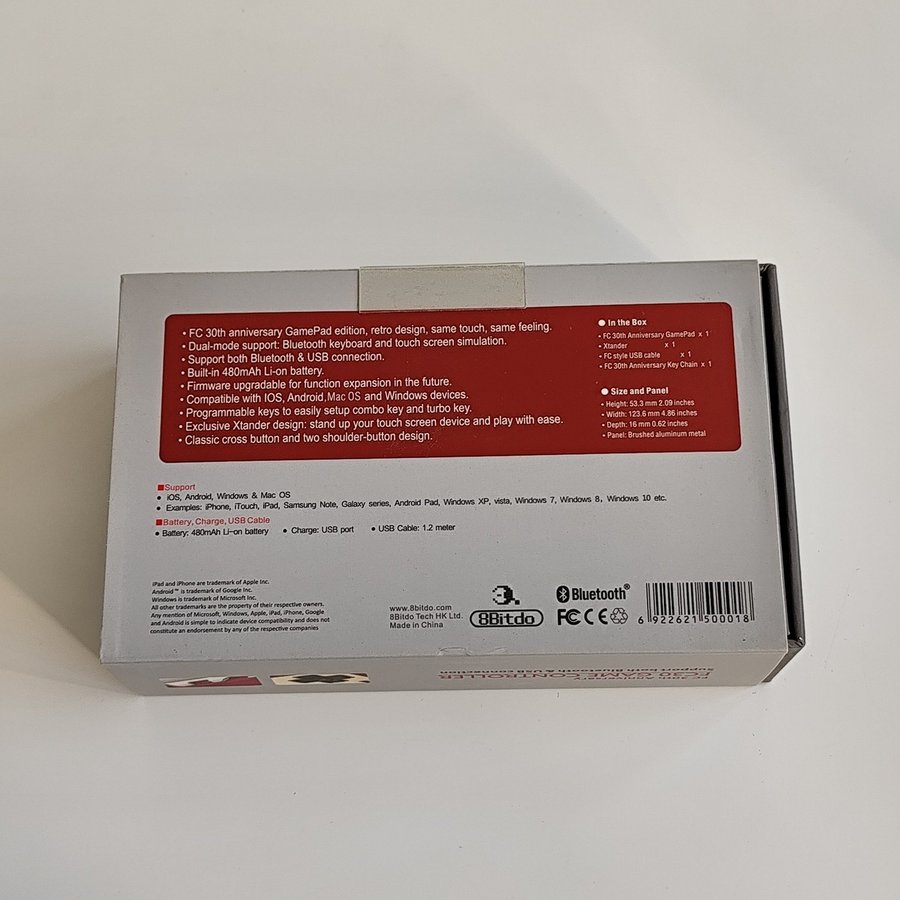 • FC 30th anniversary GamePad edition, retro design, same touch, same feeling.
• Dual-mode support: Bluetooth keyboard and touch screen simulation.
• Support both Bluetooth & USB connection.
• Built-in 480mAh Li-on battery.
• Firmware upgradable for function expansion in the future.
• Compatible with IOS, Android,Mac OS and Windows devices.
• Programmable keys to easily setup combo key and turbo key.
• Exclusive Xtander design: stand up your touch screen device and play with ease.
• Classic cross button and two shoulder-button design.
● In the Box
• FC 30th Anniversary GamePad x 1
• Xtander x 1
• FC style USB cable x 1
• FC 30th Anniversary Key Chain x 1
● Size and Panel
• Height: 53.3 mm 2.09 inches
• Width: 123.6 mm 4.86 inches
• Depth: 16 mm 0.62 inches
• Panel: Brushed aluminum metal
■Support
● iOS, Android, Windows & Mac OS
● Examples: iPhone, iTouch, iPad, Samsung Note, Galaxy series, Android Pad, Windows XP, vista, Windows 7, Windows 8, Windows 10 etc.
■Battery, Charge, USB Cable
● Battery: 480mAh Li-on battery ● Charge: USB port ● USB Cable: 1.2 meter
iPad and iPhone are trademark of Apple Inc.
Android™ is trademark of Google Inc.
Windows is trademark of Microsoft Inc.
All other trademarks are the property of their respective owners.
Any mention of Microsoft, Windows, Apple, iPad, iPhone, Google
and Android is simple to indicate device compatibility and does not
constitute an endorsement by any of the respective companies
www.8bitdo.com
8Bitdo Tech HK Ltd.
Made in China
8Bitdo
Bluetooth®
FC CE
6 922621 500018
FC 30th Anniversary
FC30 GAME CONTROLLER
Support both Bluetooth & USB connection